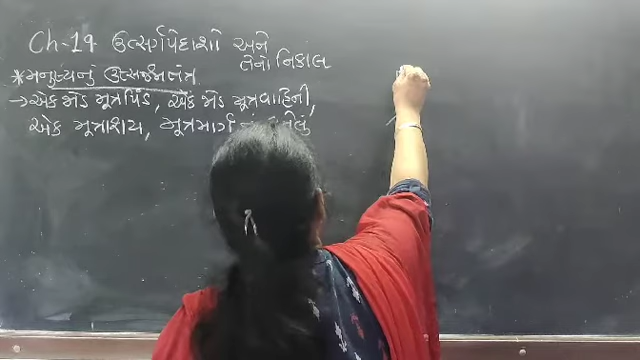 Ch-19 ઉત્સર્ગપેદાશો અને
તેનો નિકાલ
* મનુષ્યનું ઉત્સર્જનતંત્ર
→ એક જોડ મૂત્રપિંડ, એક જોડ મૂત્રવાહિની,
એક મૂત્રાશય, મૂત્રમાર્ગ